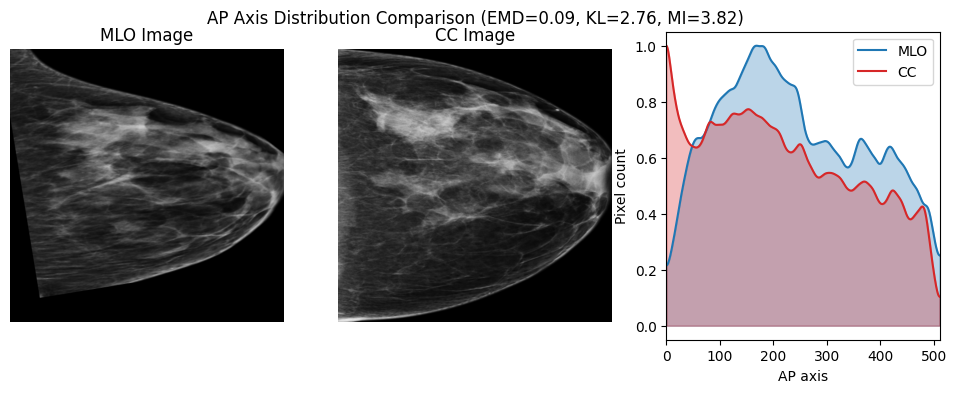 AP Axis Distribution Comparison (EMD=0.09, KL=2.76, MI=3.82)
MLO Image
CC Image
MLO
CC
Pixel count
1.0
0.8
0.6
0.4
0.2
0.0
0 100 200 300 400 500
AP axis